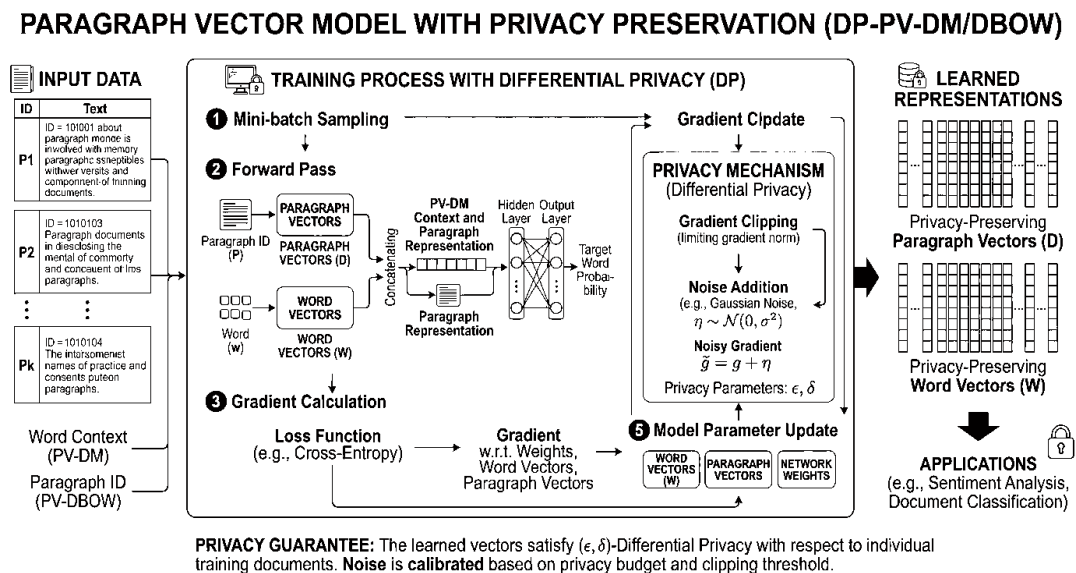 PARAGRAPH VECTOR MODEL WITH PRIVACY PRESERVATION (DP-PV-DM/DBOW)
INPUT DATA
ID Text
P1
ID = 101001 about
paragraph monoe is
involved with memory
paragraphc ssneptibles
withwer versits and
componnent-of trinning
documents.
P2
ID = 1010103
Paragraph documents
in diesclosing the
mental of commorty
and conceuent of lms
paragraphs.
Pk
ID = 1010104
The intorsomenet
names of practice and
consents puteon
paragraphs.
Word Context
(PV-DM)
Paragraph ID
(PV-DBOW)
TRAINING PROCESS WITH DIFFERENTIAL PRIVACY (DP)
1 Mini-batch Sampling
2 Forward Pass
Paragraph ID
(P)
PARAGRAPH
VECTORS
PARAGRAPH
VECTORS (D)
Word
(w)
WORD
VECTORS
WORD
VECTORS (W)
Concatenating
PV-DM
Context and
Paragraph
Representation
Paragraph
Representation
Hidden
Layer
Output
Layer
Target
Word
Proba-
bility
3 Gradient Calculation
Loss Function
(e.g., Cross-Entropy)
Gradient
w.r.t. Weights,
Word Vectors,
Paragraph Vectors
Gradient Clpdate
PRIVACY MECHANISM
(Differential Privacy)
Gradient Clipping
(limiting gradient norm)
Noise Addition
(e.g., Gaussian Noise,
η ~ N(0, σ²)
Noisy Gradient
g̃ = g + η
Privacy Parameters: ϵ, δ
5 Model Parameter Update
WORD
VECTORS
(W)
PARAGRAPH
VECTORS
NETWORK
WEIGHTS
LEARNED
REPRESENTATIONS
Privacy-Preserving
Paragraph Vectors (D)
Privacy-Preserving
Word Vectors (W)
APPLICATIONS
(e.g., Sentiment Analysis,
Document Classification)
PRIVACY GUARANTEE: The learned vectors satisfy (ϵ, δ)-Differential Privacy with respect to individual
training documents. Noise is calibrated based on privacy budget and clipping threshold.